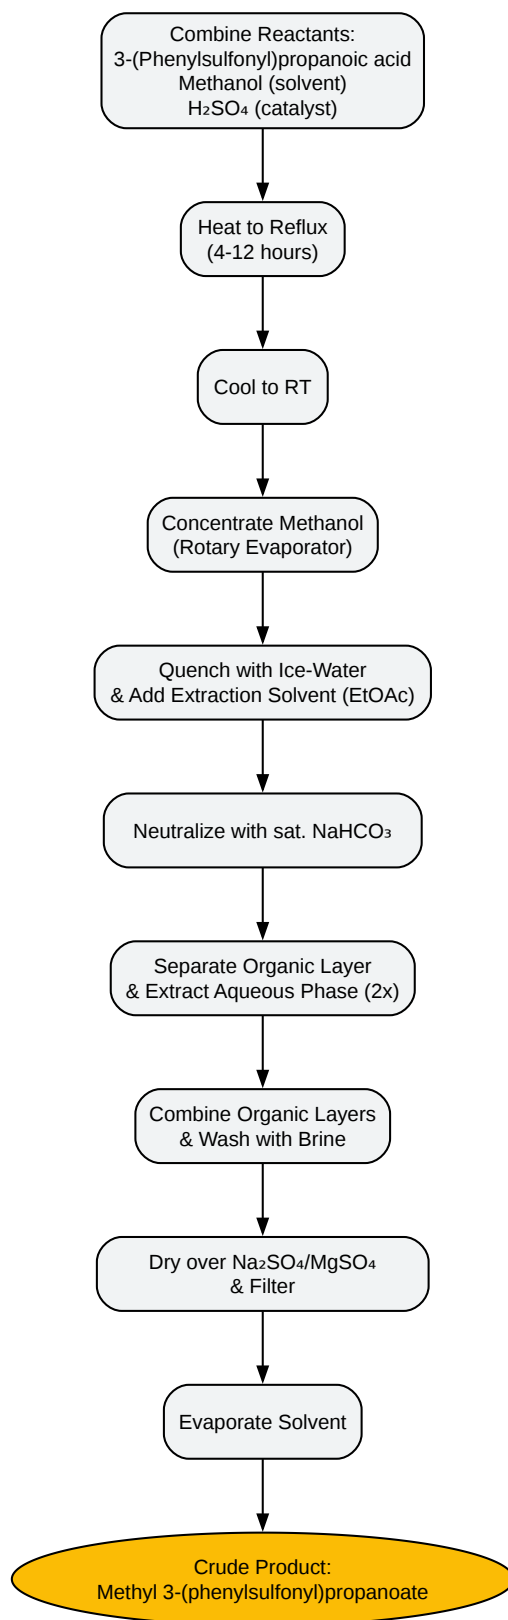 Combine Reactants:
3-(Phenylsulfonyl)propanoic acid
Methanol (solvent)
H₂SO₄ (catalyst)
Heat to Reflux
(4-12 hours)
Cool to RT
Concentrate Methanol
(Rotary Evaporator)
Quench with Ice-Water
& Add Extraction Solvent (EtOAc)
Neutralize with sat. NaHCO₃
Separate Organic Layer
& Extract Aqueous Phase (2x)
Combine Organic Layers
& Wash with Brine
Dry over Na₂SO₄/MgSO₄
& Filter
Evaporate Solvent
Crude Product:
Methyl 3-(phenylsulfonyl)propanoate